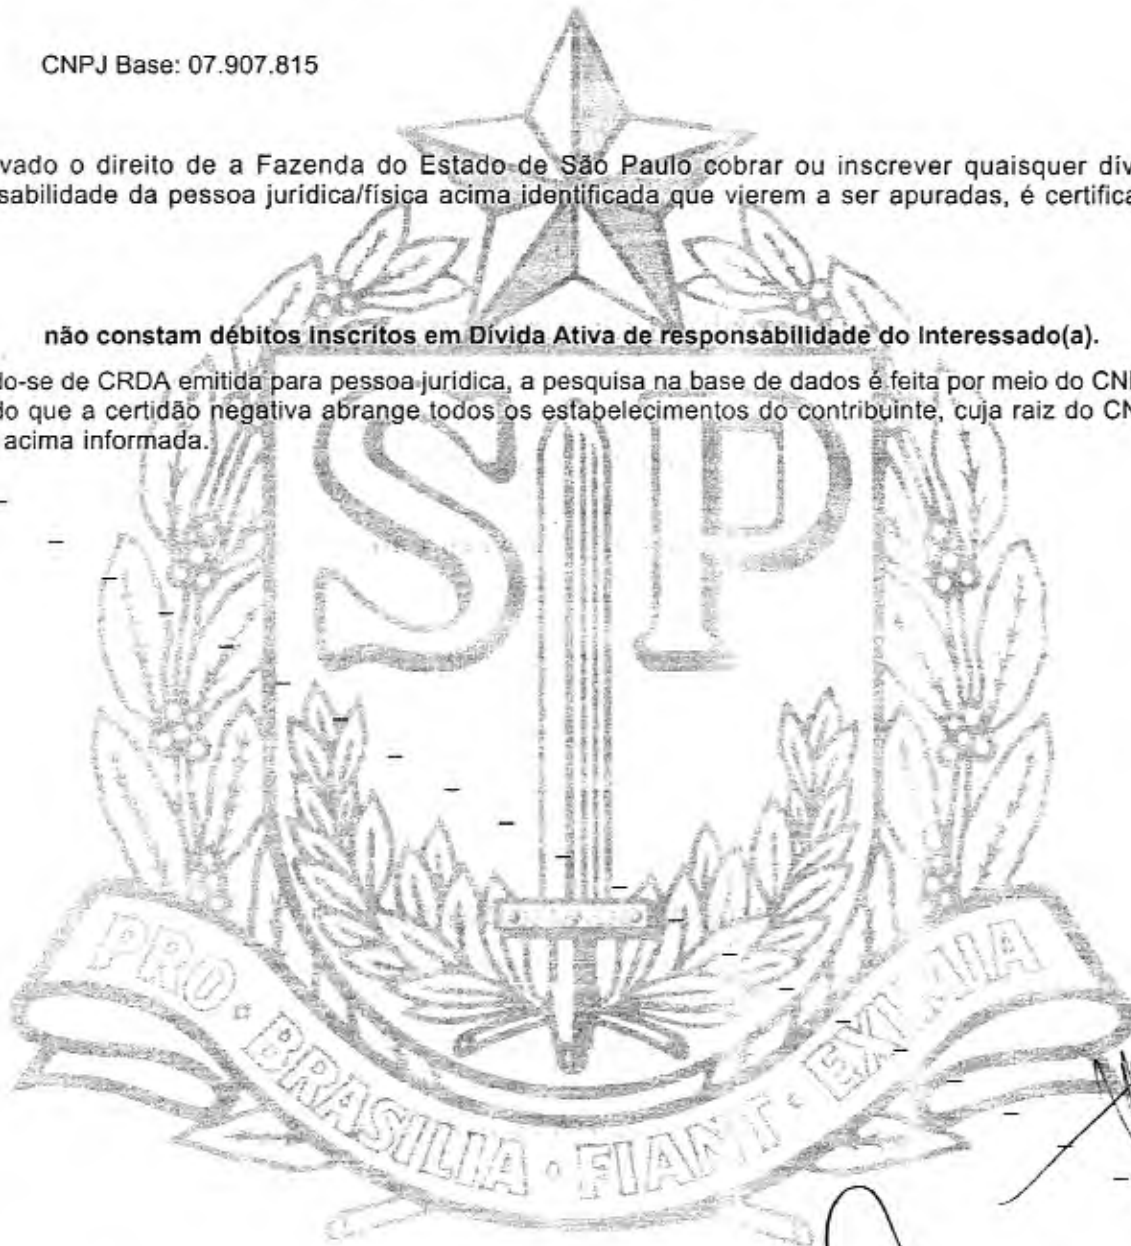 CNPJ Base: 07.907.815
vado o direito de a Fazenda do Estado de São Paulo cobrar ou inscrever quaisquer dív
sabilidade da pessoa jurídica/física acima identificada que vierem a ser apuradas, é certifica
não constam débitos inscritos em Dívida Ativa de responsabilidade do Interessado(a).
do-se de CRDA emitida para pessoa jurídica, a pesquisa na base de dados é feita por meio do CN
do que a certidão negativa abrange todos os estabelecimentos do contribuinte, cuja raiz do CN
acima informada.
SP
PRO · BRASILIA · FIANT · EXIMIA